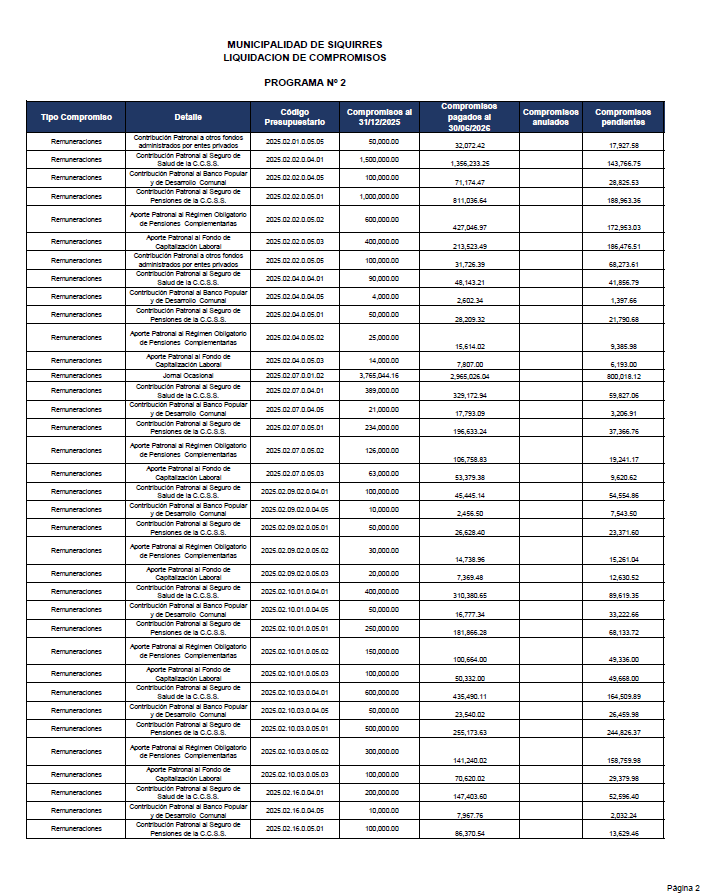 MUNICIPALIDAD DE SIQUIRRES
LIQUIDACION DE COMPROMISOS
PROGRAMA Nº 2
Tipo Compromiso Detalle Código Presupuestario Compromisos al 31/12/2025 Compromisos pagados al 30/06/2026 Compromisos anulados Compromisos pendientes
Remuneraciones Contribución Patronal a otros fondos administrados por entes privados 2025.02.01.0.05.05 50,000.00 32,072.42 17,927.58
Remuneraciones Contribución Patronal al Seguro de Salud de la C.C.S.S. 2025.02.02.0.04.01 1,500,000.00 1,356,233.25 143,766.75
Remuneraciones Contribución Patronal al Banco Popular y de Desarrollo Comunal 2025.02.02.0.04.05 100,000.00 71,174.47 28,825.53
Remuneraciones Contribución Patronal al Seguro de Pensiones de la C.C.S.S. 2025.02.02.0.05.01 1,000,000.00 811,036.64 188,963.36
Remuneraciones Aporte Patronal al Régimen Obligatorio de Pensiones Complementarias 2025.02.02.0.05.02 600,000.00 427,046.97 172,953.03
Remuneraciones Aporte Patronal al Fondo de Capitalización Laboral 2025.02.02.0.05.03 400,000.00 213,523.49 186,476.51
Remuneraciones Contribución Patronal a otros fondos administrados por entes privados 2025.02.02.0.05.05 100,000.00 31,726.39 68,273.61
Remuneraciones Contribución Patronal al Seguro de Salud de la C.C.S.S. 2025.02.04.0.04.01 90,000.00 48,143.21 41,856.79
Remuneraciones Contribución Patronal al Banco Popular y de Desarrollo Comunal 2025.02.04.0.04.05 4,000.00 2,602.34 1,397.66
Remuneraciones Contribución Patronal al Seguro de Pensiones de la C.C.S.S. 2025.02.04.0.05.01 50,000.00 28,209.32 21,790.68
Remuneraciones Aporte Patronal al Régimen Obligatorio de Pensiones Complementarias 2025.02.04.0.05.02 25,000.00 15,614.02 9,385.98
Remuneraciones Aporte Patronal al Fondo de Capitalización Laboral 2025.02.04.0.05.03 14,000.00 7,807.00 6,193.00
Remuneraciones Jornal Ocasional 2025.02.07.0.01.02 3,765,044.16 2,965,026.04 800,018.12
Remuneraciones Contribución Patronal al Seguro de Salud de la C.C.S.S. 2025.02.07.0.04.01 389,000.00 329,172.94 59,827.06
Remuneraciones Contribución Patronal al Banco Popular y de Desarrollo Comunal 2025.02.07.0.04.05 21,000.00 17,793.09 3,206.91
Remuneraciones Contribución Patronal al Seguro de Pensiones de la C.C.S.S. 2025.02.07.0.05.01 234,000.00 196,633.24 37,366.76
Remuneraciones Aporte Patronal al Régimen Obligatorio de Pensiones Complementarias 2025.02.07.0.05.02 126,000.00 106,758.83 19,241.17
Remuneraciones Aporte Patronal al Fondo de Capitalización Laboral 2025.02.07.0.05.03 63,000.00 53,379.38 9,620.62
Remuneraciones Contribución Patronal al Seguro de Salud de la C.C.S.S. 2025.02.09.02.0.04.01 100,000.00 45,445.14 54,554.86
Remuneraciones Contribución Patronal al Banco Popular y de Desarrollo Comunal 2025.02.09.02.0.04.05 10,000.00 2,456.50 7,543.50
Remuneraciones Contribución Patronal al Seguro de Pensiones de la C.C.S.S. 2025.02.09.02.0.05.01 50,000.00 26,628.40 23,371.60
Remuneraciones Aporte Patronal al Régimen Obligatorio de Pensiones Complementarias 2025.02.09.02.0.05.02 30,000.00 14,738.96 15,261.04
Remuneraciones Aporte Patronal al Fondo de Capitalización Laboral 2025.02.09.02.0.05.03 20,000.00 7,369.48 12,630.52
Remuneraciones Contribución Patronal al Seguro de Salud de la C.C.S.S. 2025.02.10.01.0.04.01 400,000.00 310,380.65 89,619.35
Remuneraciones Contribución Patronal al Banco Popular y de Desarrollo Comunal 2025.02.10.01.0.04.05 50,000.00 16,777.34 33,222.66
Remuneraciones Contribución Patronal al Seguro de Pensiones de la C.C.S.S. 2025.02.10.01.0.05.01 250,000.00 181,866.28 68,133.72
Remuneraciones Aporte Patronal al Régimen Obligatorio de Pensiones Complementarias 2025.02.10.01.0.05.02 150,000.00 100,664.00 49,336.00
Remuneraciones Aporte Patronal al Fondo de Capitalización Laboral 2025.02.10.01.0.05.03 100,000.00 50,332.00 49,668.00
Remuneraciones Contribución Patronal al Seguro de Salud de la C.C.S.S. 2025.02.10.03.0.04.01 600,000.00 435,490.11 164,509.89
Remuneraciones Contribución Patronal al Banco Popular y de Desarrollo Comunal 2025.02.10.03.0.04.05 50,000.00 23,540.02 26,459.98
Remuneraciones Contribución Patronal al Seguro de Pensiones de la C.C.S.S. 2025.02.10.03.0.05.01 500,000.00 255,173.63 244,826.37
Remuneraciones Aporte Patronal al Régimen Obligatorio de Pensiones Complementarias 2025.02.10.03.0.05.02 300,000.00 141,240.02 158,759.98
Remuneraciones Aporte Patronal al Fondo de Capitalización Laboral 2025.02.10.03.0.05.03 100,000.00 70,620.02 29,379.98
Remuneraciones Contribución Patronal al Seguro de Salud de la C.C.S.S. 2025.02.16.0.04.01 200,000.00 147,403.60 52,596.40
Remuneraciones Contribución Patronal al Banco Popular y de Desarrollo Comunal 2025.02.16.0.04.05 10,000.00 7,967.76 2,032.24
Remuneraciones Contribución Patronal al Seguro de Pensiones de la C.C.S.S. 2025.02.16.0.05.01 100,000.00 86,370.54 13,629.46
Página 2